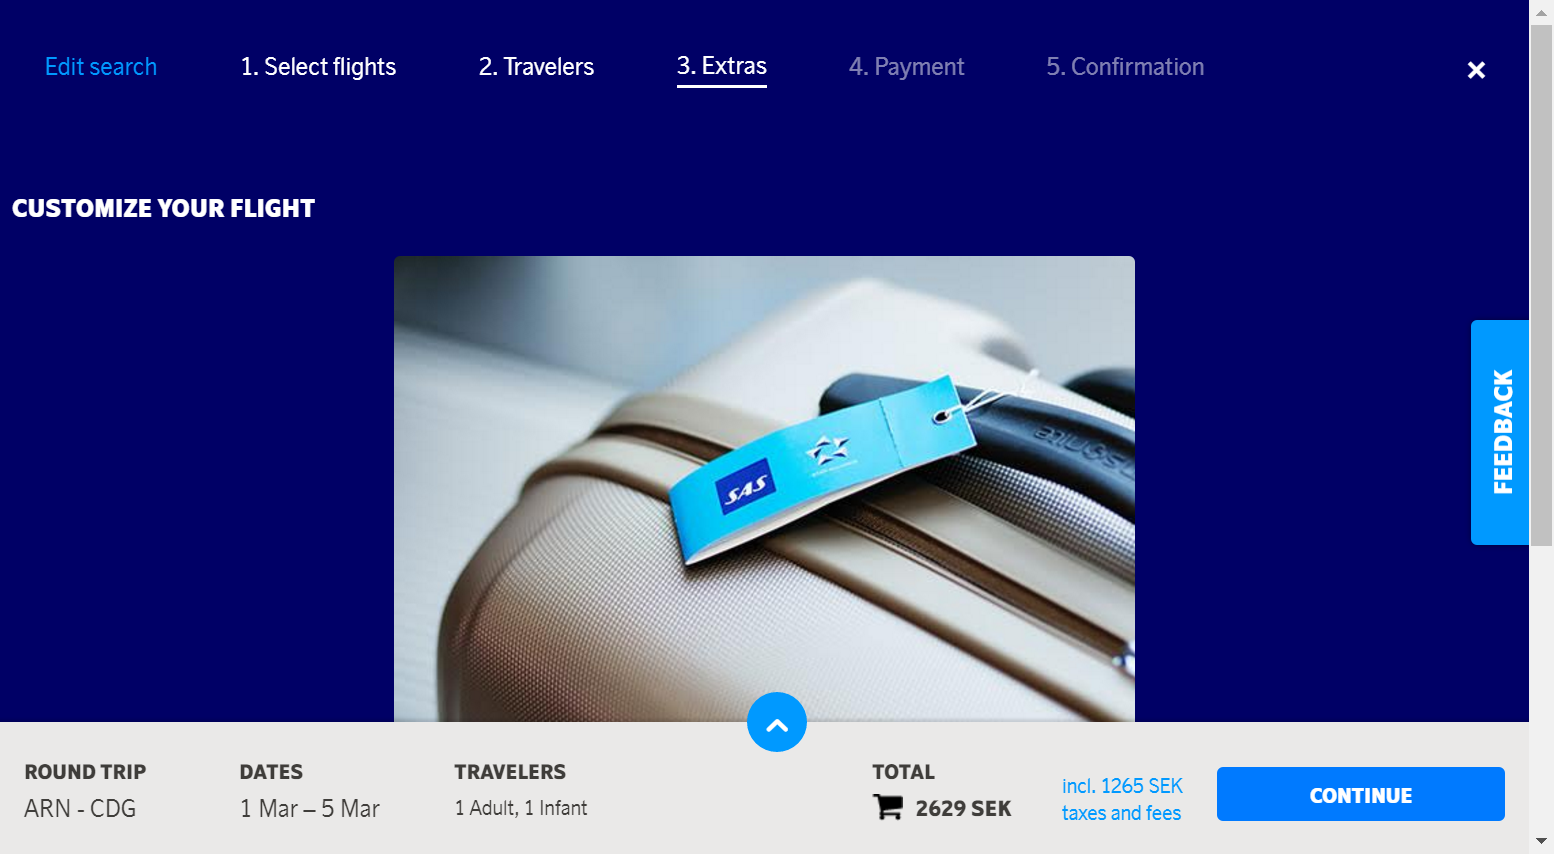 Edit search
1. Select flights
2. Travelers
3. Extras
4. Payment
5. Confirmation
CUSTOMIZE YOUR FLIGHT
SAS
FEEDBACK
ROUND TRIP
ARN - CDG
DATES
1 Mar – 5 Mar
TRAVELERS
1 Adult, 1 Infant
TOTAL
2629 SEK
incl. 1265 SEK
taxes and fees
CONTINUE